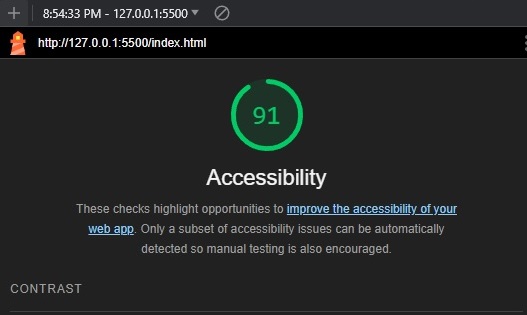 8:54:33 PM - 127.0.0.1:5500
http://127.0.0.1:5500/index.html
91
Accessibility
These checks highlight opportunities to improve the accessibility of your
web app. Only a subset of accessibility issues can be automatically
detected so manual testing is also encouraged.
CONTRAST